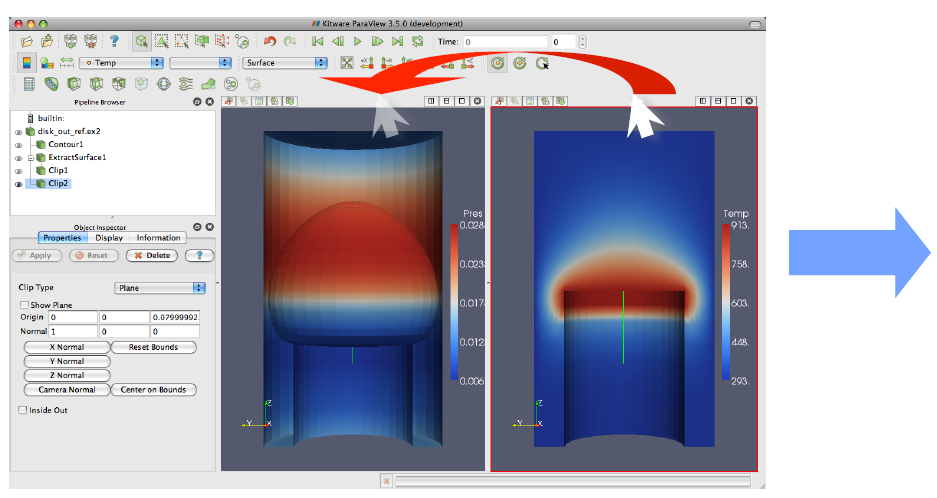 Kitware ParaView 3.5.0 (development)
Time: 0 0
Temp Surface
Pipeline Browser
builtin:
disk_out_ref.ex2
Contour1
ExtractSurface1
Clip1
Clip2
Object Inspector
Properties Display Information
Apply Reset Delete ?
Clip Type Plane
Show Plane
Origin 0 0 0.07999992
Normal 1 0 0
X Normal Reset Bounds
Y Normal
Z Normal
Camera Normal Center on Bounds
Inside Out
Pres
0.028
0.023
0.017
0.012
0.006
Z
Y X
Temp
913.
758.
603.
448.
293.
Z
Y X